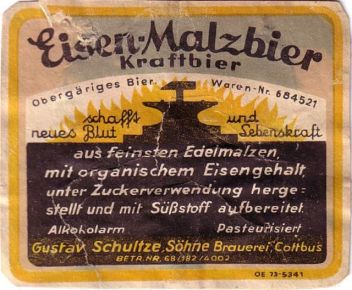 Eisen-Malzbier
Kraftbier
Obergäriges Bier Waren-Nr. 684521
schafft und
neues Blut Lebenskraft
aus feinsten Edelmalzen,
mit organischem Eisengehalt,
unter Zuckerverwendung herge-
stellt und mit Süßstoff aufbereitet.
Alkoholarm Pasteurisiert
Gustav Schultze, Söhne Brauerei, Cottbus
BETR.NR. 68/182/4002
OE 73-5341